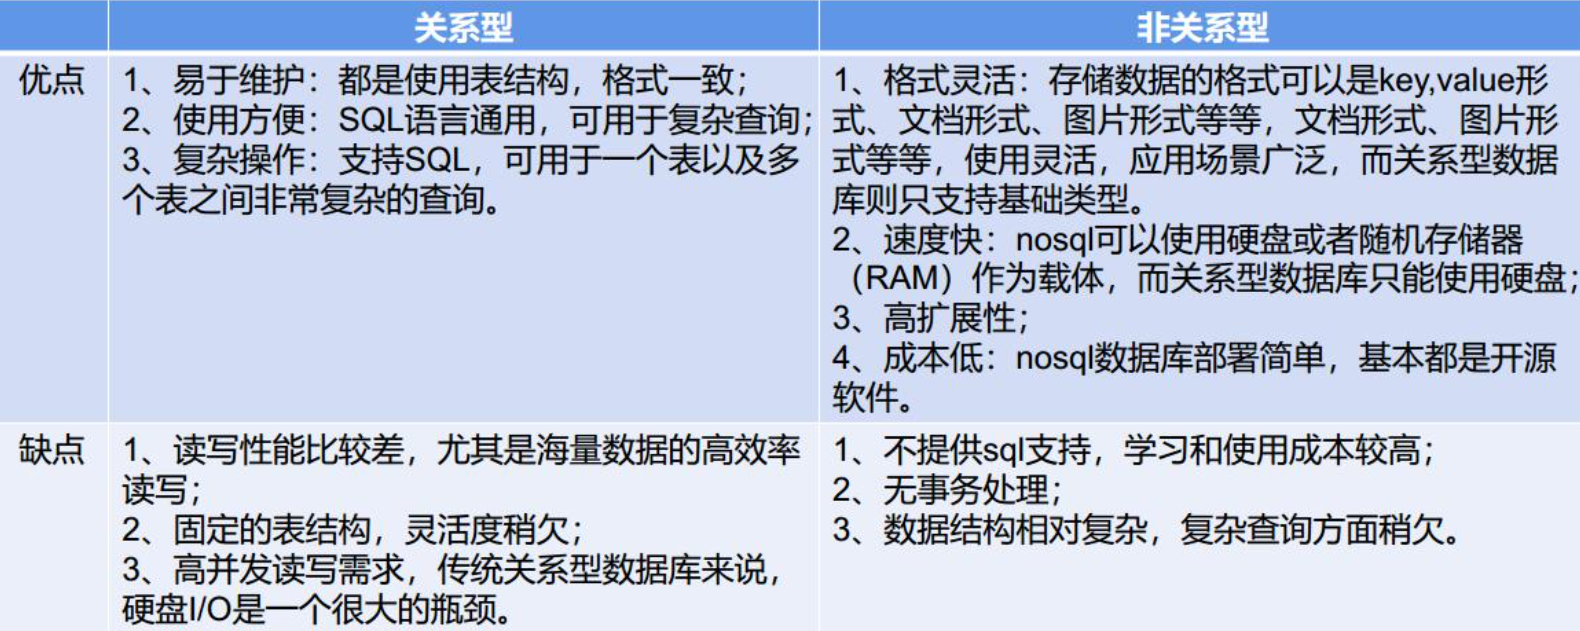 关系型
非关系型
优点
1、易于维护：都是使用表结构，格式一致；
2、使用方便：SQL语言通用，可用于复杂查询；
3、复杂操作：支持SQL，可用于一个表以及多
个表之间非常复杂的查询。
1、格式灵活：存储数据的格式可以是key,value形
式、文档形式、图片形式等等，文档形式、图片形
式等等，使用灵活，应用场景广泛，而关系型数据
库则只支持基础类型。
2、速度快：nosql可以使用硬盘或者随机存储器
（RAM）作为载体，而关系型数据库只能使用硬盘；
3、高扩展性；
4、成本低：nosql数据库部署简单，基本都是开源
软件。
缺点
1、读写性能比较差，尤其是海量数据的高效率
读写；
2、固定的表结构，灵活度稍欠；
3、高并发读写需求，传统关系型数据库来说，
硬盘I/O是一个很大的瓶颈。
1、不提供sql支持，学习和使用成本较高；
2、无事务处理；
3、数据结构相对复杂，复杂查询方面稍欠。